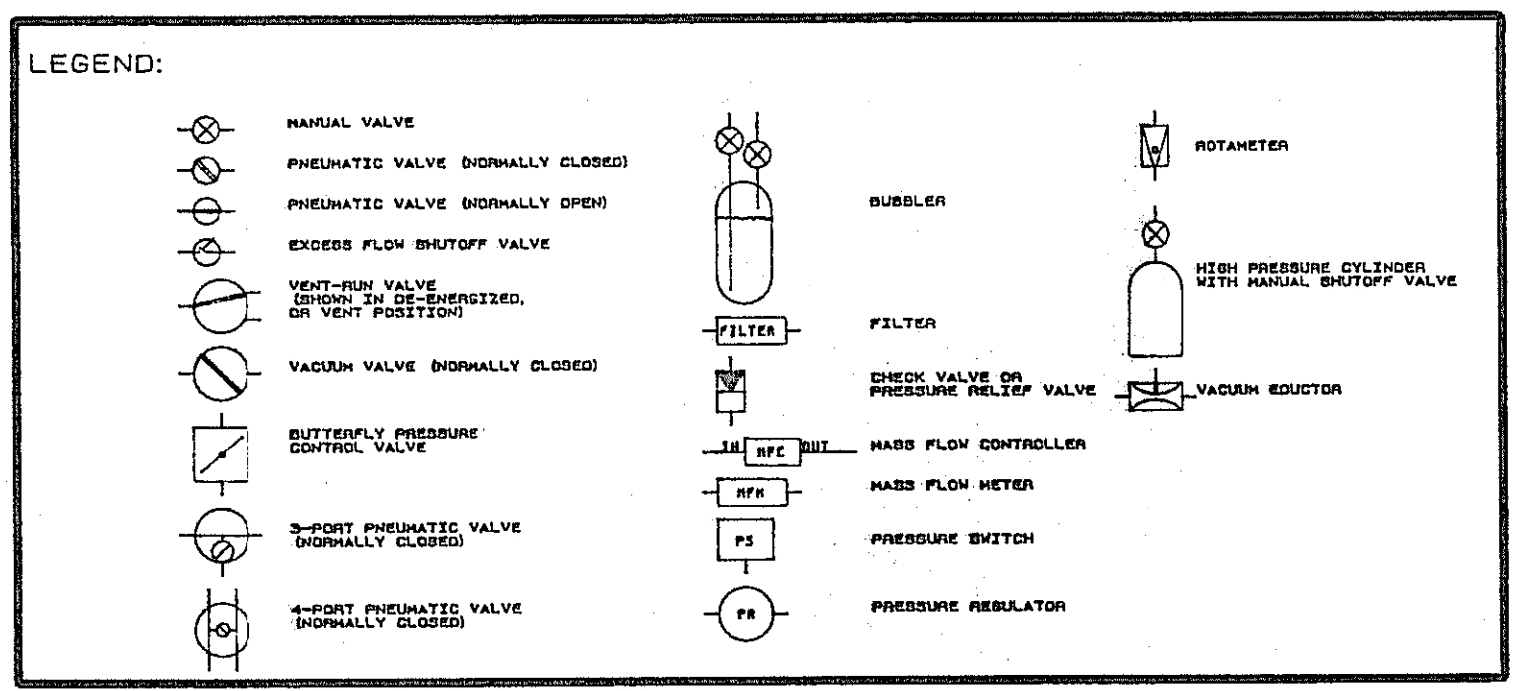 LEGEND:
MANUAL VALVE
PNEUMATIC VALVE (NORMALLY CLOSED)
PNEUMATIC VALVE (NORMALLY OPEN)
EXCESS FLOW SHUTOFF VALVE
VENT-RUN VALVE
(SHOWN IN DE-ENERGIZED,
OR VENT POSITION)
VACUUM VALVE (NORMALLY CLOSED)
BUTTERFLY PRESSURE
CONTROL VALVE
3-PORT PNEUMATIC VALVE
(NORMALLY CLOSED)
4-PORT PNEUMATIC VALVE
(NORMALLY CLOSED)
BUBBLER
FILTER
FILTER
CHECK VALVE OR
PRESSURE RELIEF VALVE
IN MFC OUT
MASS FLOW CONTROLLER
MFM
MASS FLOW METER
PS
PRESSURE SWITCH
PR
PRESSURE REGULATOR
ROTAMETER
HIGH PRESSURE CYLINDER
WITH MANUAL SHUTOFF VALVE
VACUUM EDUCTOR